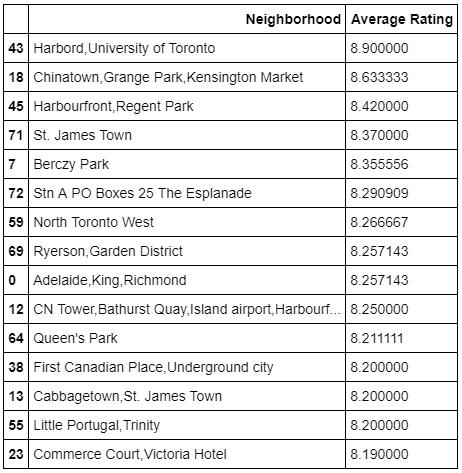 Neighborhood Average Rating
43 Harbord,University of Toronto 8.900000
18 Chinatown,Grange Park,Kensington Market 8.633333
45 Harbourfront,Regent Park 8.420000
71 St. James Town 8.370000
7 Berczy Park 8.355556
72 Stn A PO Boxes 25 The Esplanade 8.290909
59 North Toronto West 8.266667
69 Ryerson,Garden District 8.257143
0 Adelaide,King,Richmond 8.257143
12 CN Tower,Bathurst Quay,Island airport,Harbourf... 8.250000
64 Queen's Park 8.211111
38 First Canadian Place,Underground city 8.200000
13 Cabbagetown,St. James Town 8.200000
55 Little Portugal,Trinity 8.200000
23 Commerce Court,Victoria Hotel 8.190000